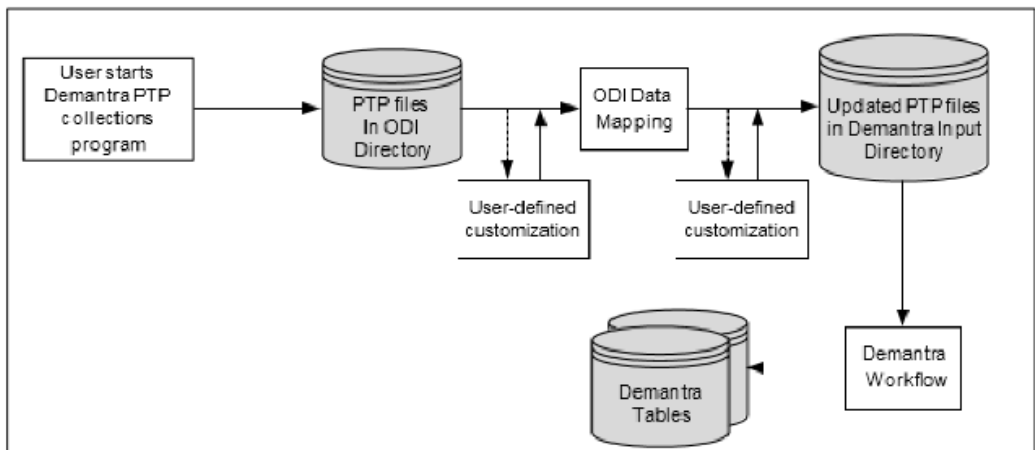 User starts
Demantra PTP
collections
program
PTP files
In ODI
Directory
ODI Data
Mapping
Updated PTP files
in Demantra Input
Directory
User-defined
customization
User-defined
customization
Demantra
Workflow
Demantra
Tables